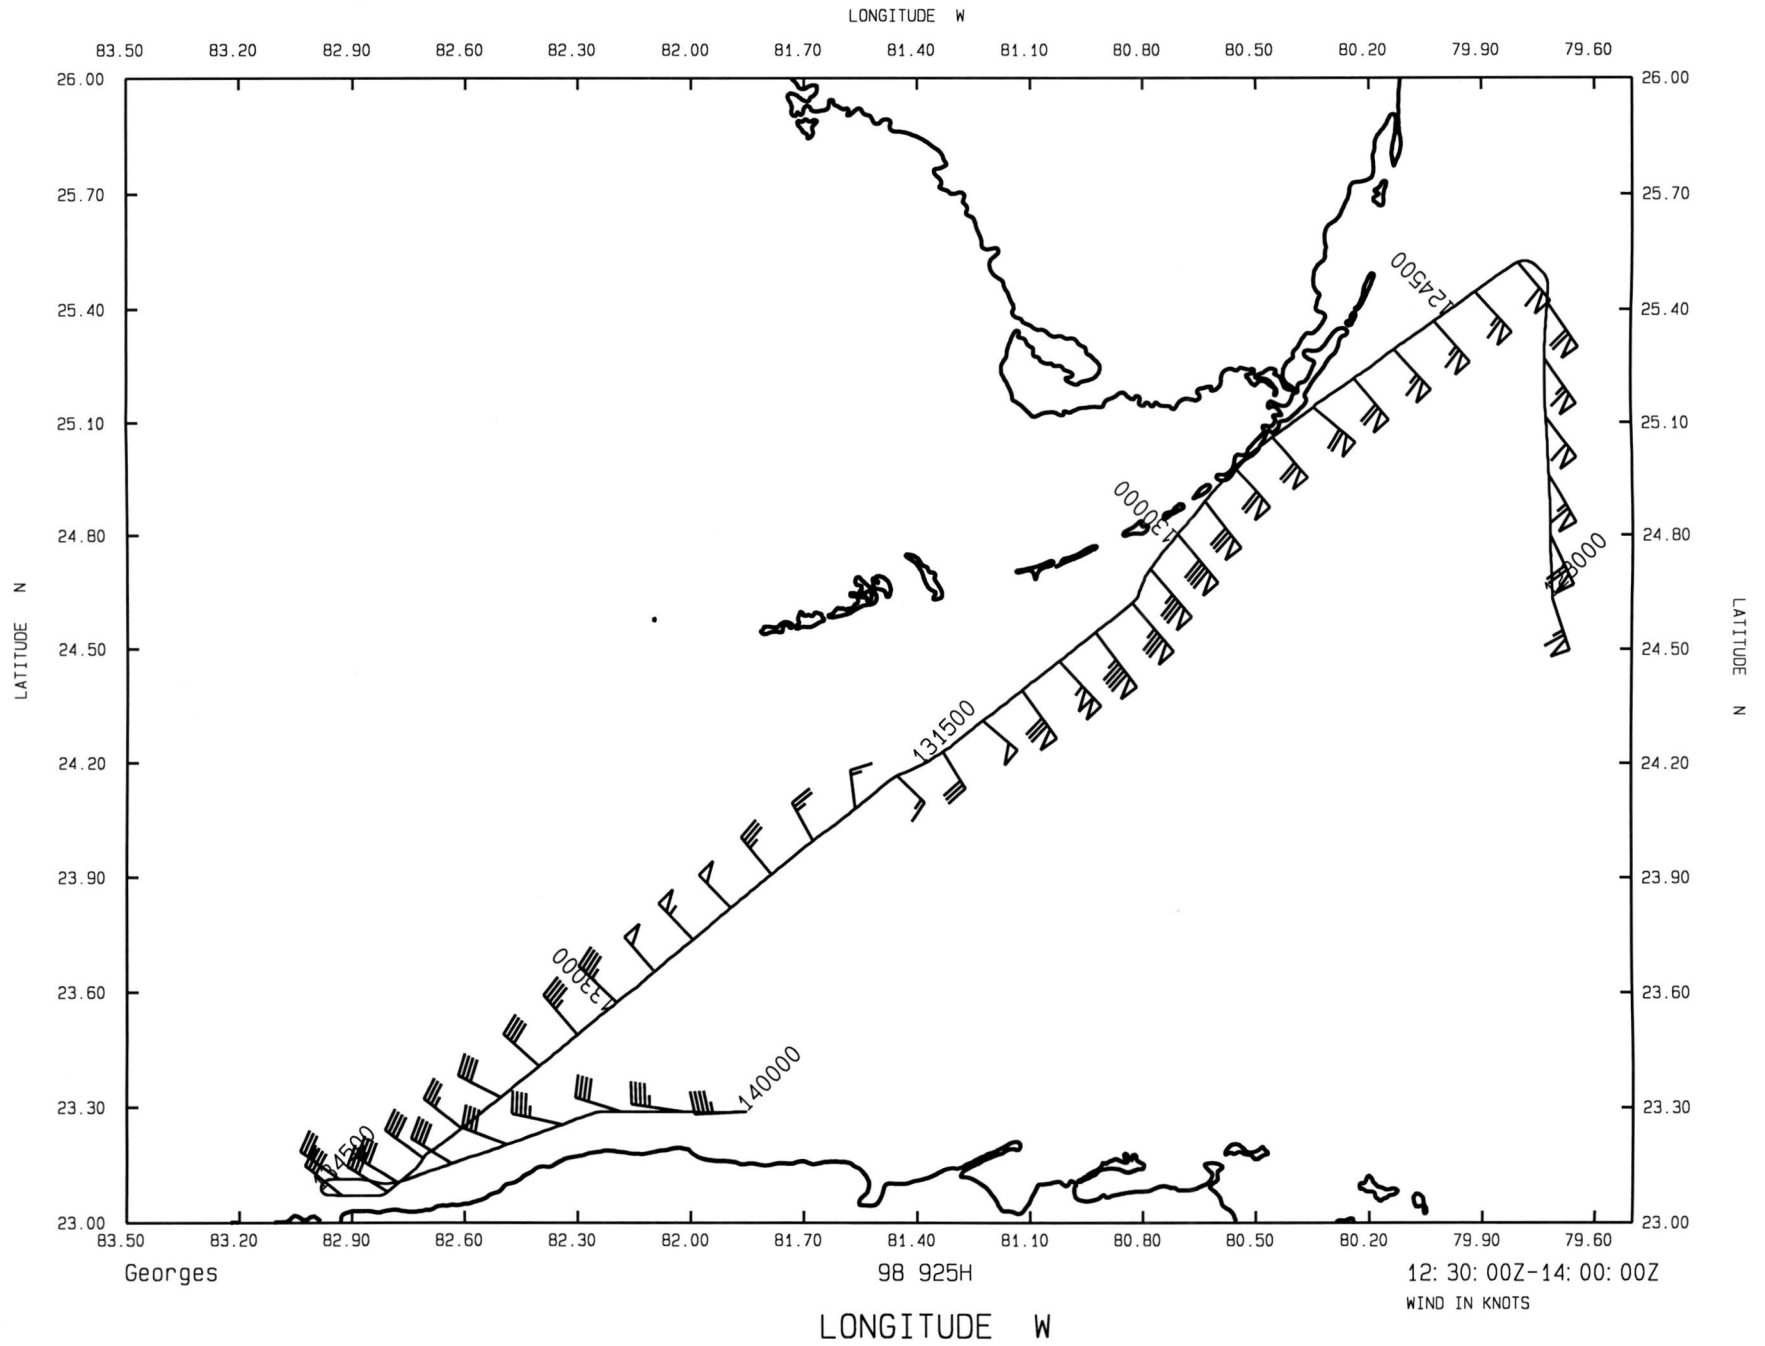 LONGITUDE W
83.50 83.20 82.90 82.60 82.30 82.00 81.70 81.40 81.10 80.80 80.50 80.20 79.90 79.60
26.00 26.00
25.70 25.70
124500
25.40 25.40
25.10 25.10
130000
24.80 24.80
123000
LATITUDE N
LATITUDE N
24.50 24.50
131500
24.20 24.20
23.90 23.90
133000
23.60 23.60
140000
23.30 23.30
134500
23.00 23.00
83.50 83.20 82.90 82.60 82.30 82.00 81.70 81.40 81.10 80.80 80.50 80.20 79.90 79.60
Georges 98 925H 12:30:00Z-14:00:00Z
WIND IN KNOTS
LONGITUDE W